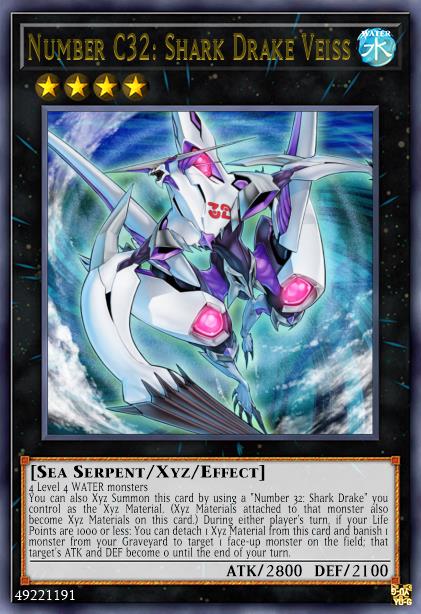 Number C32: Shark Drake Veiss
WATER
水
32
[Sea Serpent/Xyz/Effect]
4 Level 4 WATER monsters
You can also Xyz Summon this card by using a "Number 32: Shark Drake" you
control as the Xyz Material. (Xyz Materials attached to that monster also
become Xyz Materials on this card.) During either player's turn, if your Life
Points are 1000 or less: You can detach 1 Xyz Material from this card and banish 1
monster from your Graveyard to target 1 face-up monster on the field; that
target's ATK and DEF become 0 until the end of your turn.
ATK/2800 DEF/2100
49221191